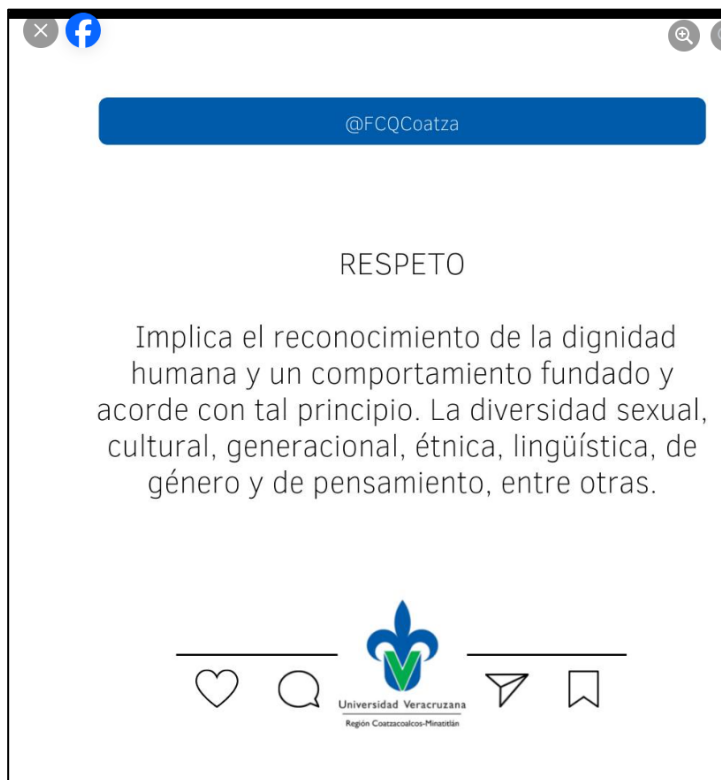 @FCQCoatza
RESPETO
Implica el reconocimiento de la dignidad
humana y un comportamiento fundado y
acorde con tal principio. La diversidad sexual,
cultural, generacional, étnica, lingüística, de
género y de pensamiento, entre otras.
Universidad Veracruzana
Región Coatzacoalcos-Minatitlán